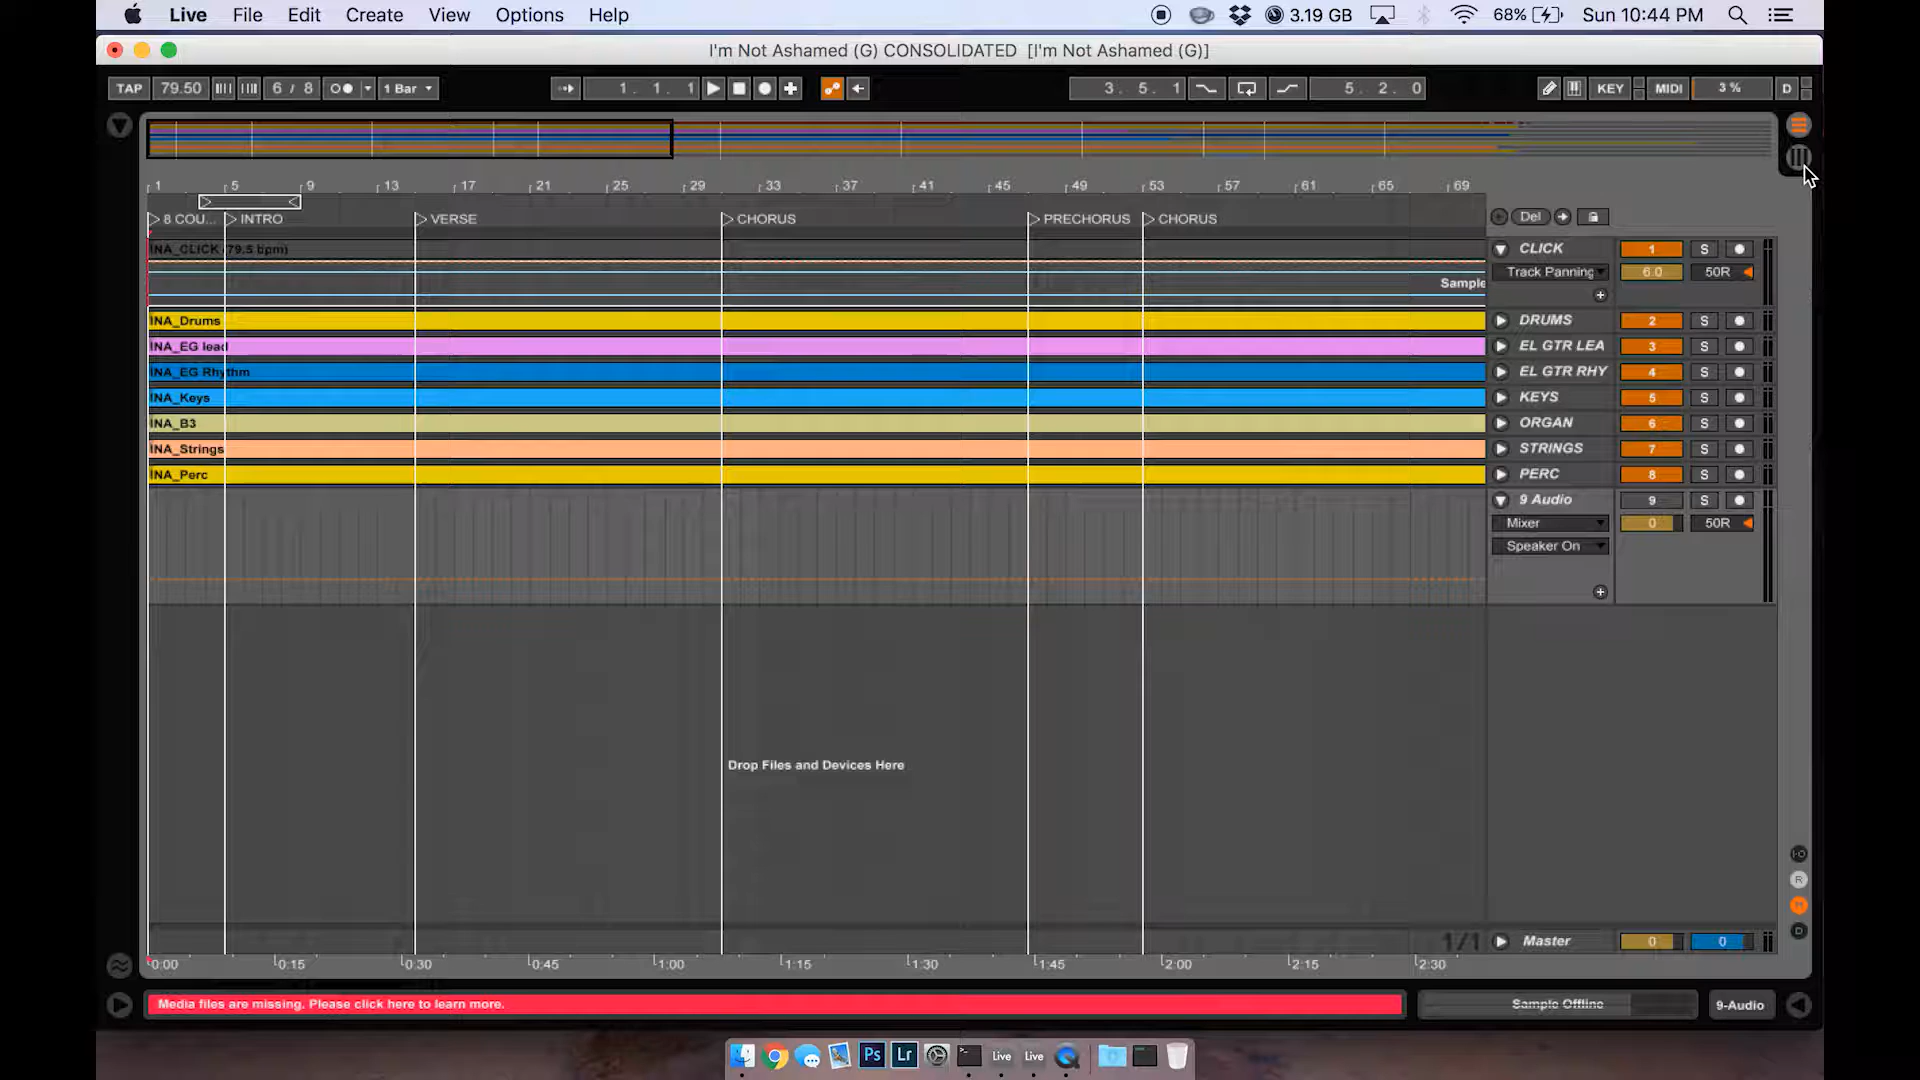 Live File Edit Create View Options Help 3.19 GB 68% Sun 10:44 PM
I'm Not Ashamed (G) CONSOLIDATED [I'm Not Ashamed (G)]
TAP 79.50 6 / 8 1 Bar 1. 1. 1 3. 5. 1 5. 2. 0 KEY MIDI 3 % D
1 5 9 13 17 21 25 29 33 37 41 45 49 53 57 61 65 69
8 COU... INTRO VERSE CHORUS PRECHORUS CHORUS Del
INA_CLICK (79.5 bpm) CLICK 1 S
Track Panning 6.0 50R
Sample
INA_Drums DRUMS 2 S
INA_EG lead EL GTR LEA 3 S
INA_EG Rhythm EL GTR RHY 4 S
INA_Keys KEYS 5 S
INA_B3 ORGAN 6 S
INA_Strings STRINGS 7 S
INA_Perc PERC 8 S
9 Audio 9 S
Mixer 0 50R
Speaker On
Drop Files and Devices Here
I·O
R
M
D
1/1 Master 0 0
0:00 0:15 0:30 0:45 1:00 1:15 1:30 1:45 2:00 2:15 2:30
Media files are missing. Please click here to learn more. Sample Offline 9-Audio
Ps Lr Live Live